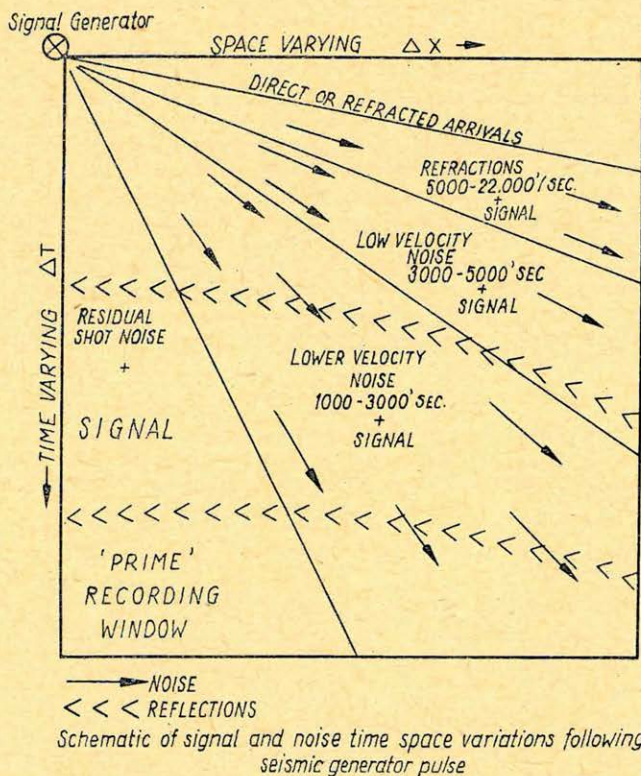 Signal Generator
SPACE VARYING Δ X →
DIRECT OR REFRACTED ARRIVALS
REFRACTIONS
5000-22.000'/SEC.
+
SIGNAL
LOW VELOCITY
NOISE
3000-5000'SEC
+
SIGNAL
← TIME VARYING ΔT
RESIDUAL
SHOT NOISE
+
SIGNAL
LOWER VELOCITY
NOISE
1000-3000'SEC.
+
SIGNAL
'PRIME'
RECORDING
WINDOW
→ NOISE
< < < REFLECTIONS
Schematic of signal and noise time space variations following
seismic generator pulse